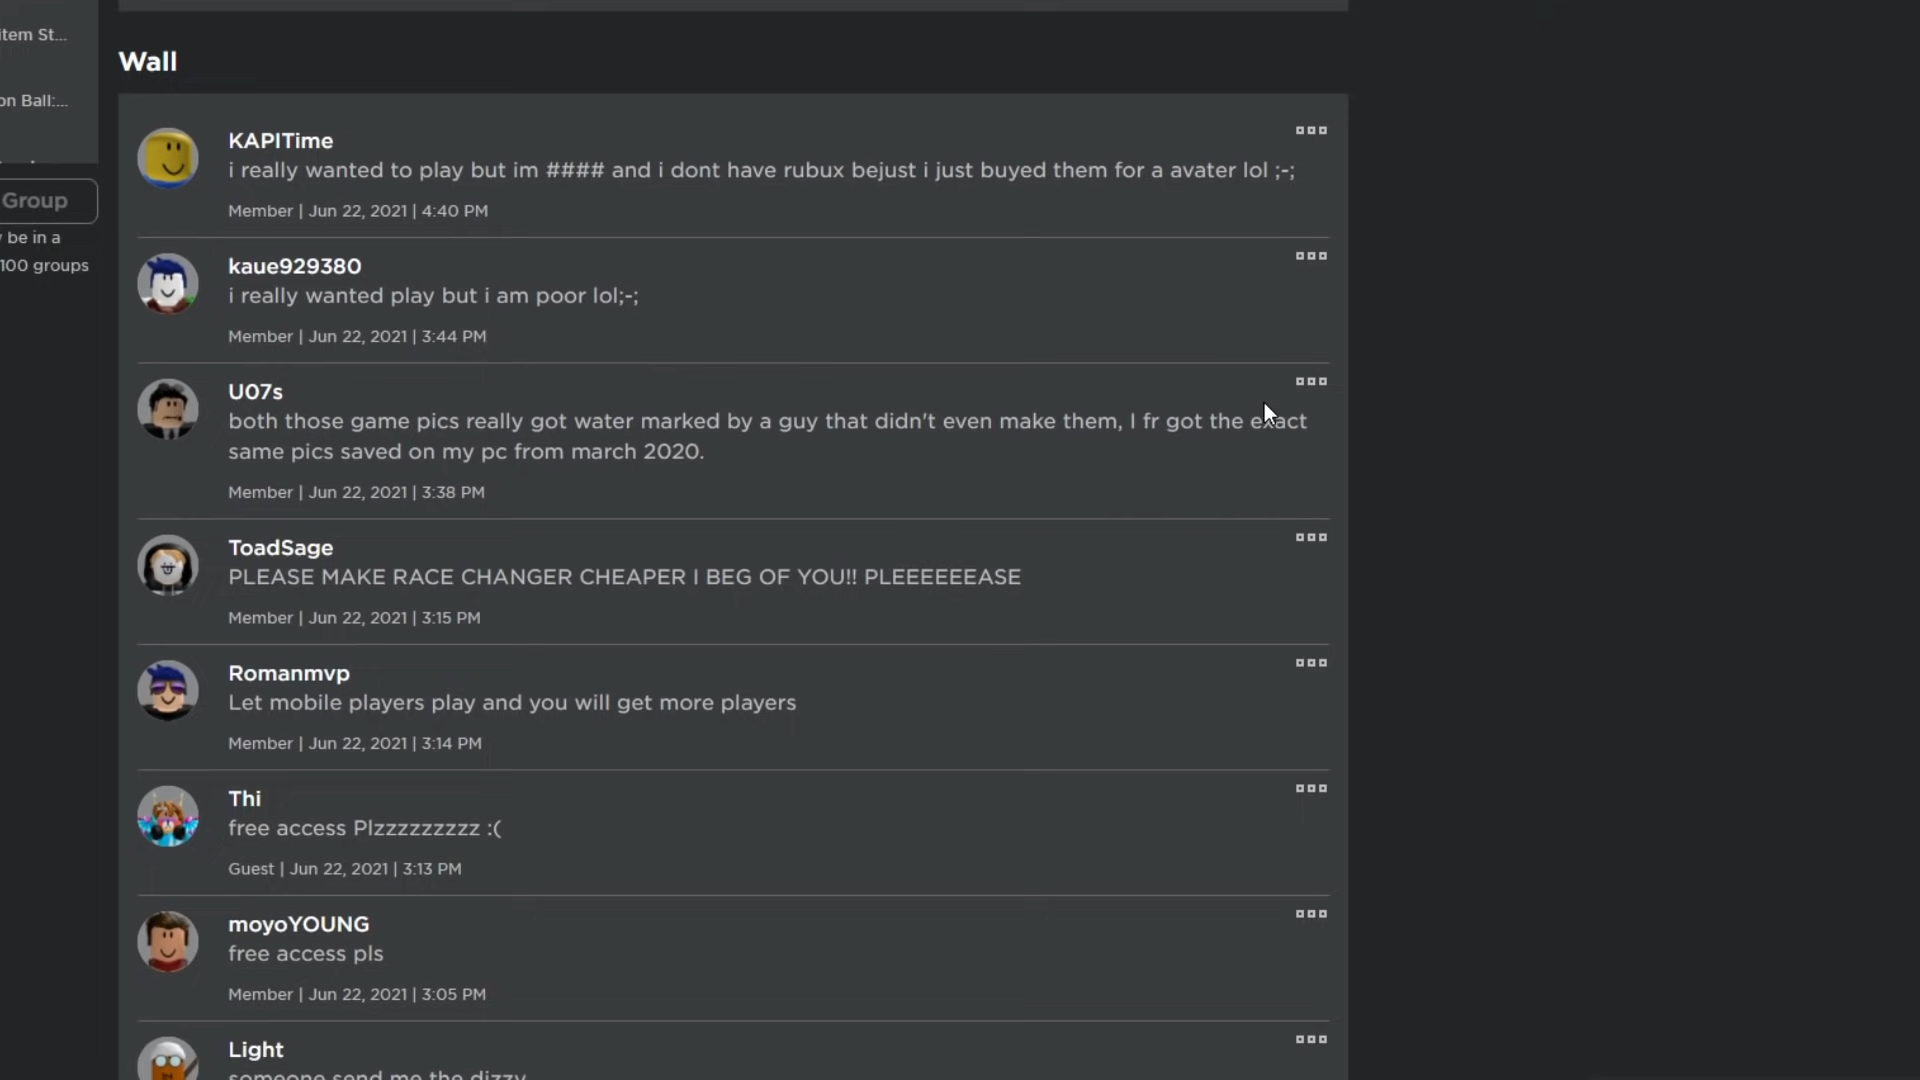 item St...
on Ball:...
Group
be in a
100 groups
Wall
KAPITime
i really wanted to play but im #### and i dont have rubux bejust i just buyed them for a avater lol ;-;
Member | Jun 22, 2021 | 4:40 PM
kaue929380
i really wanted play but i am poor lol;-;
Member | Jun 22, 2021 | 3:44 PM
U07s
both those game pics really got water marked by a guy that didn't even make them, I fr got the exact
same pics saved on my pc from march 2020.
Member | Jun 22, 2021 | 3:38 PM
ToadSage
PLEASE MAKE RACE CHANGER CHEAPER I BEG OF YOU!! PLEEEEEEASE
Member | Jun 22, 2021 | 3:15 PM
Romanmvp
Let mobile players play and you will get more players
Member | Jun 22, 2021 | 3:14 PM
Thi
free access Plzzzzzzzzz :(
Guest | Jun 22, 2021 | 3:13 PM
moyoYOUNG
free access pls
Member | Jun 22, 2021 | 3:05 PM
Light
someone send me the dizzy